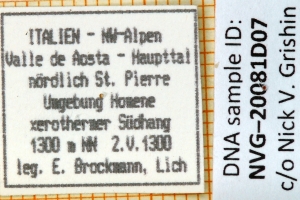 ITALIEN - NW-Alpen
Valle de Aosta - Haupttal
nördlich St. Pierre
Umgebung Homene
xerothermer Südhang
1300 m NN 2.V.1300
leg. E. Brockmann, Lich
DNA sample ID:
NVG-20081D07
c/o Nick V. Grishin